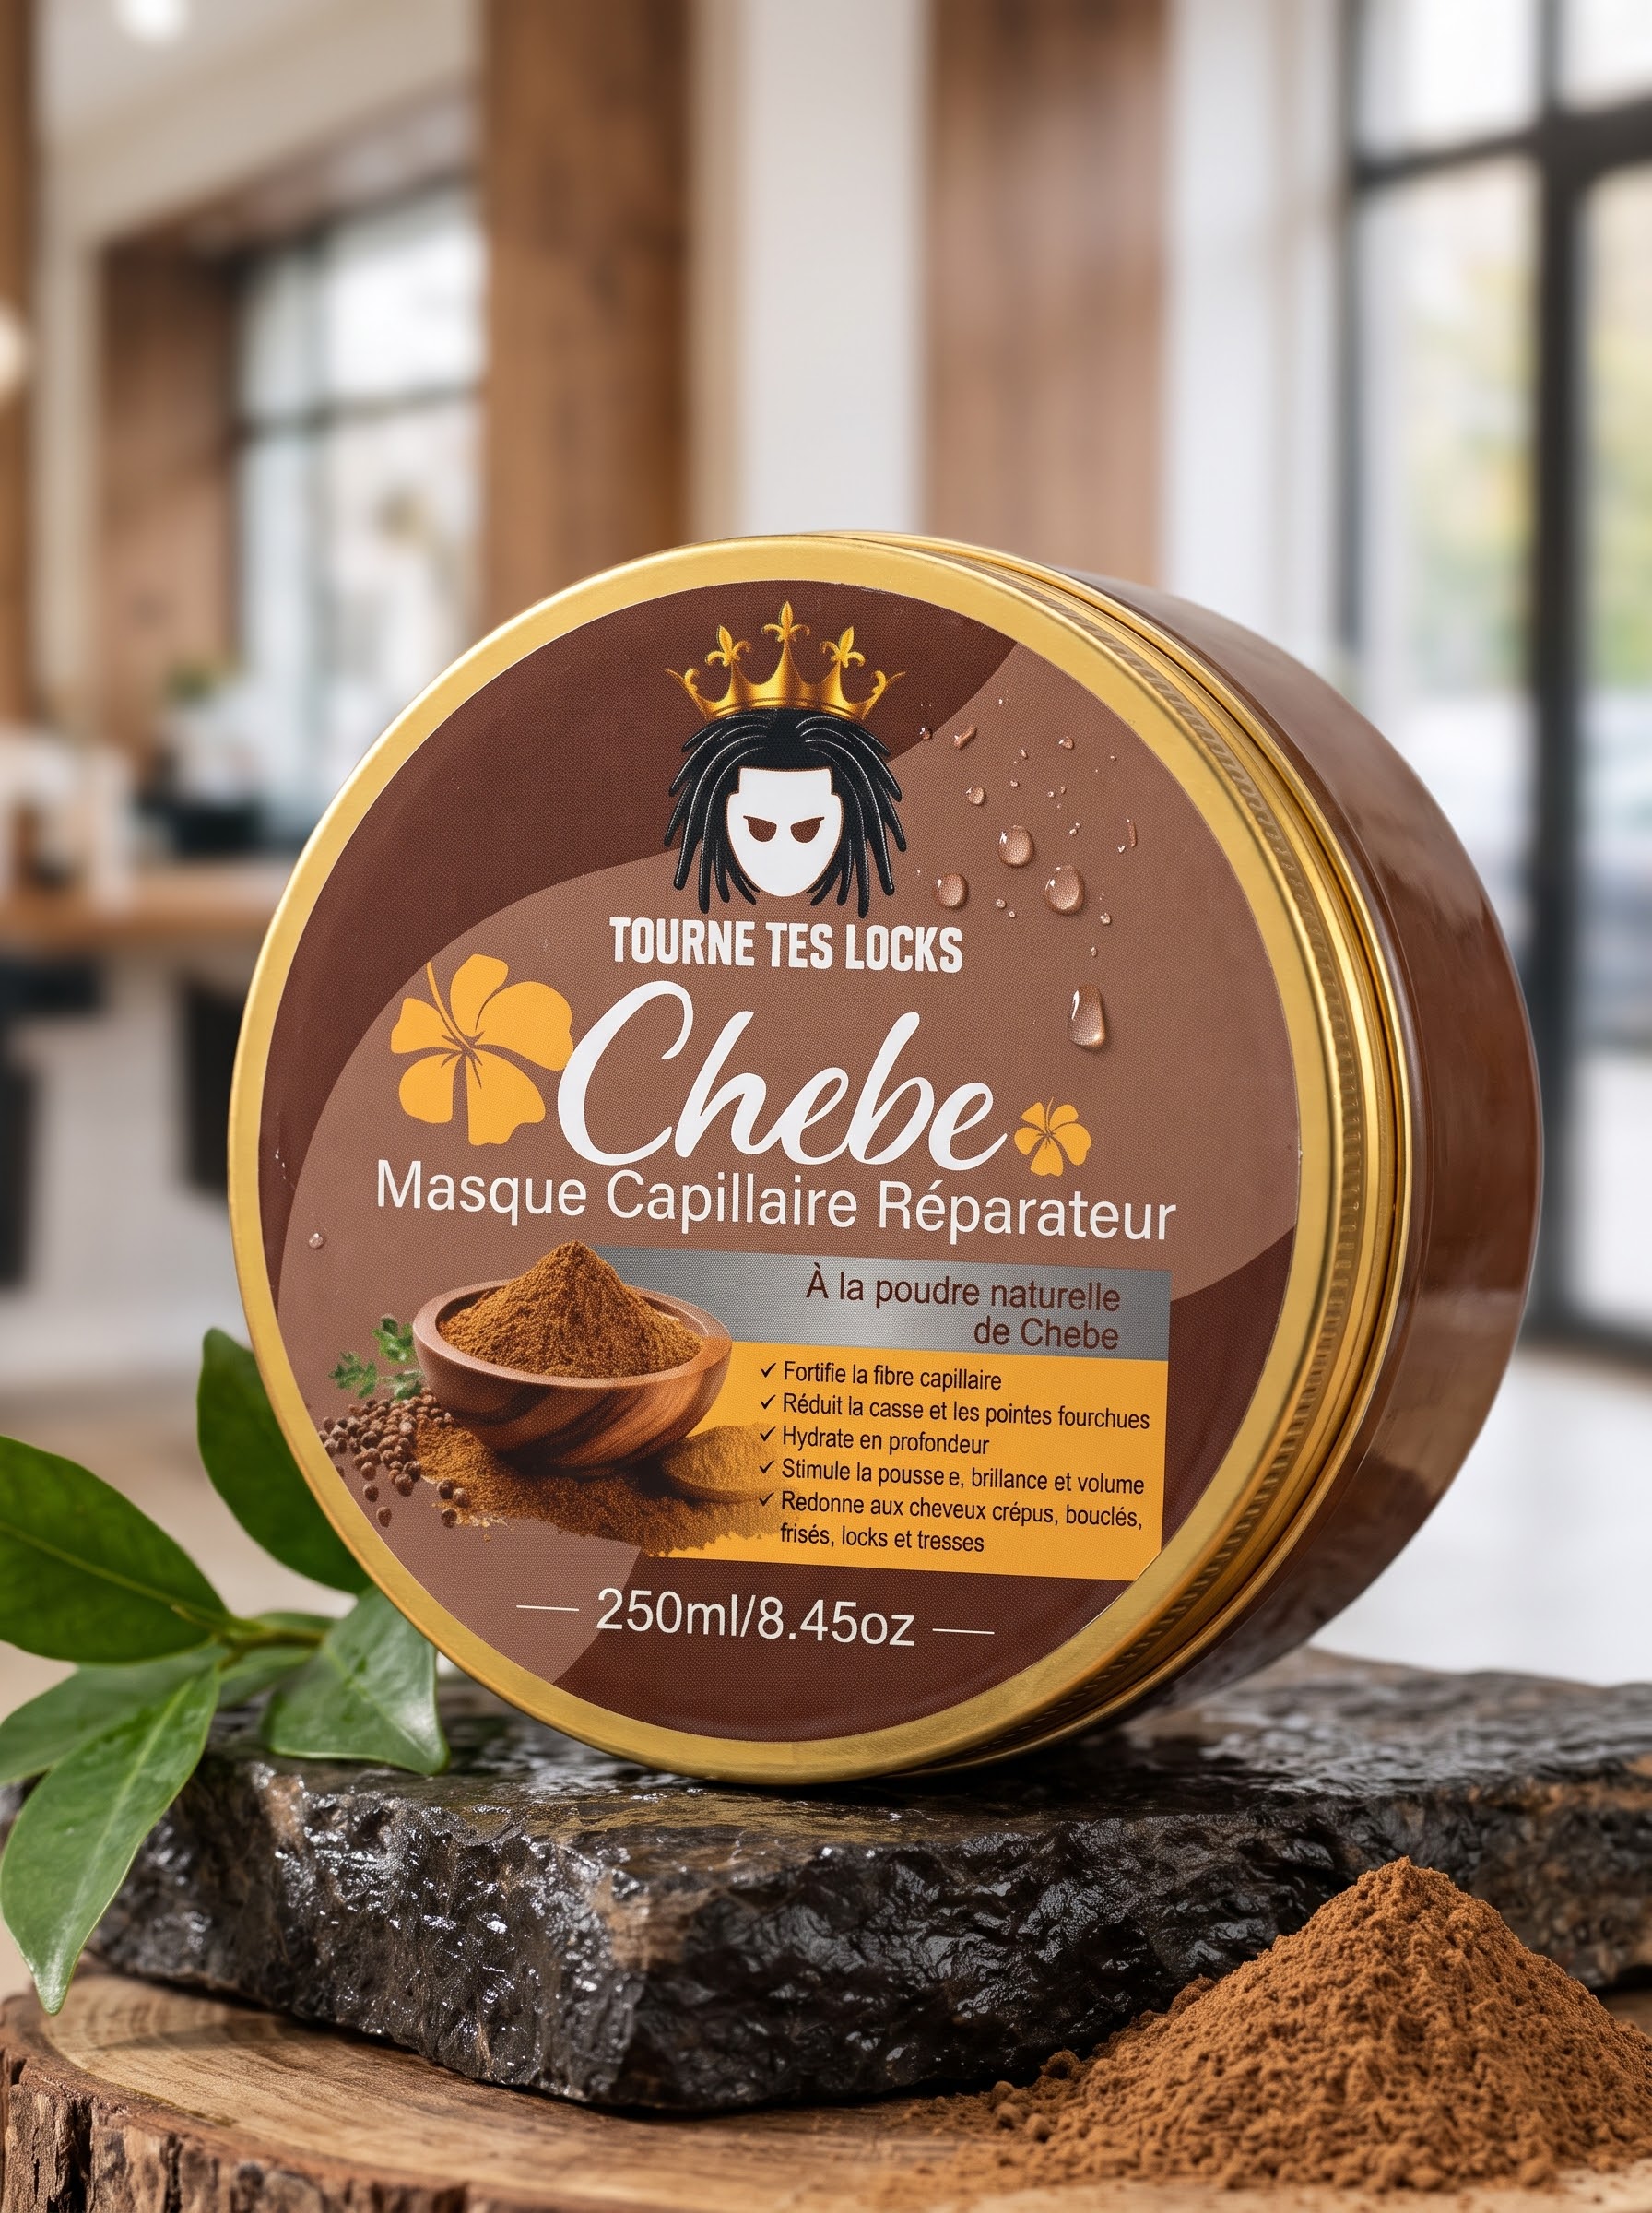 TOURNE TES LOCKS
Chebe
Masque Capillaire Réparateur
À la poudre naturelle
de Chebe
✓ Fortifie la fibre capillaire
✓ Réduit la casse et les pointes fourchues
✓ Hydrate en profondeur
✓ Stimule la pousse e, brillance et volume
✓ Redonne aux cheveux crépus, bouclés,
frisés, locks et tresses
250ml/8.45oz